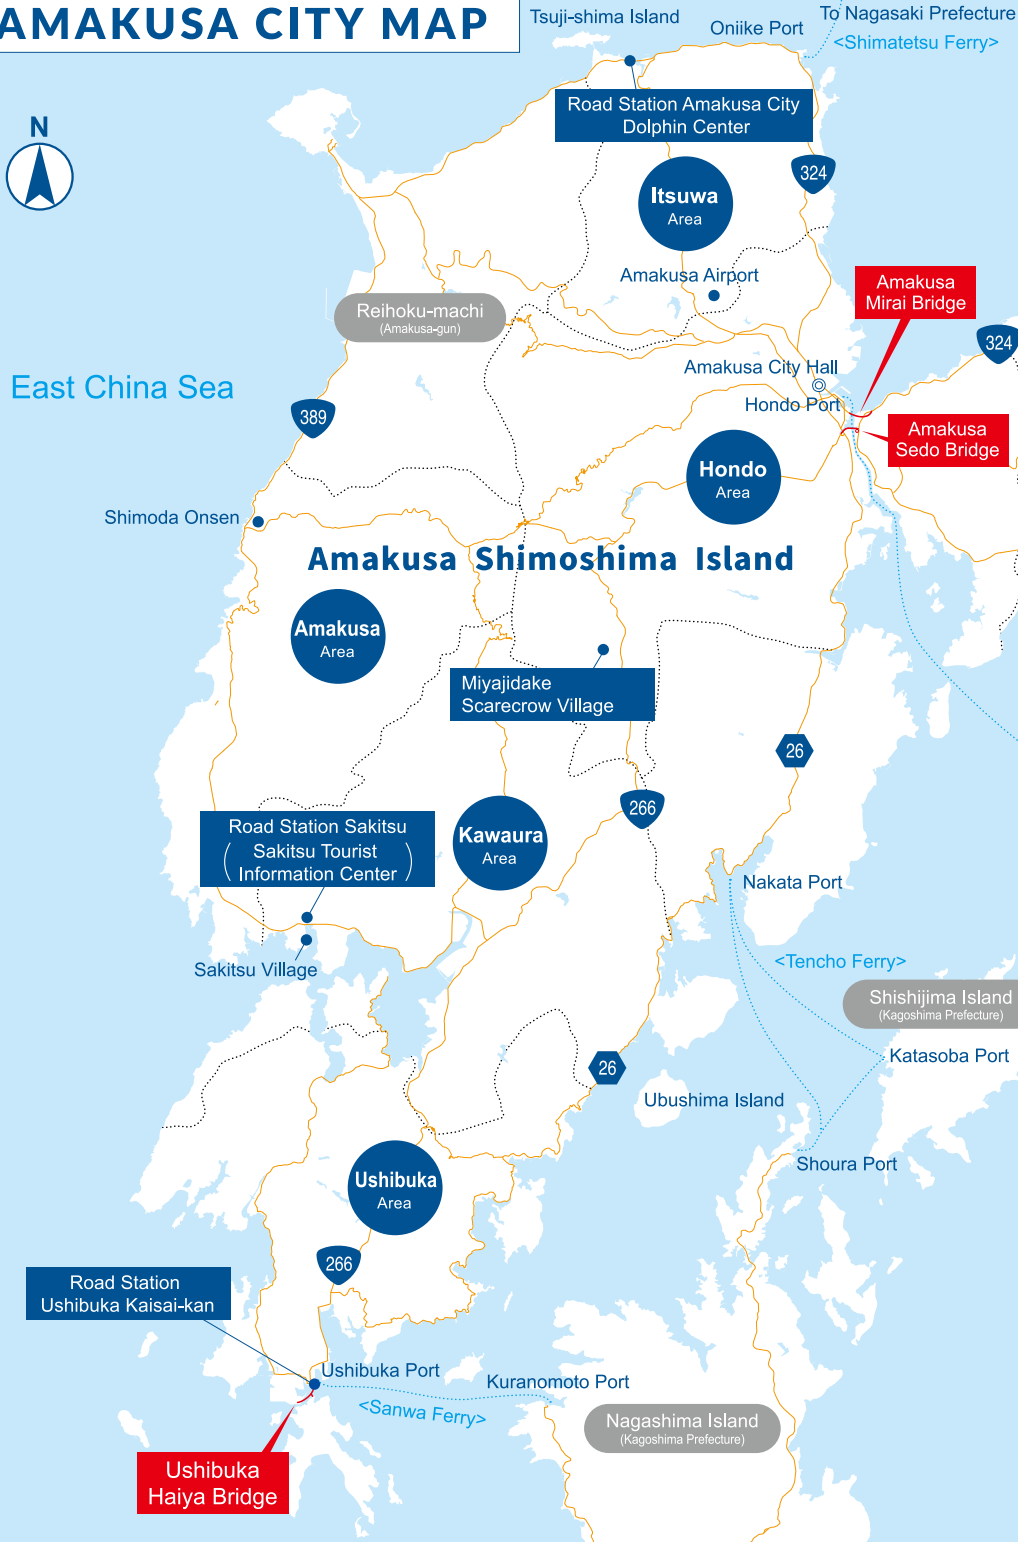 AMAKUSA CITY MAP
Tsuji-shima Island
Oniike Port
To Nagasaki Prefecture
<Shimatetsu Ferry>
N
Road Station Amakusa City
Dolphin Center
324
Itsuwa
Area
Amakusa Airport
Amakusa
Mirai Bridge
Reihoku-machi
(Amakusa-gun)
324
East China Sea
Amakusa City Hall
Hondo Port
389
Amakusa
Sedo Bridge
Hondo
Area
Shimoda Onsen
Amakusa Shimoshima Island
Amakusa
Area
Miyajidake
Scarecrow Village
26
266
Road Station Sakitsu
( Sakitsu Tourist
Information Center )
Kawaura
Area
Nakata Port
Sakitsu Village
<Tencho Ferry>
Shishijima Island
(Kagoshima Prefecture)
Katasoba Port
26
Ubushima Island
Shoura Port
Ushibuka
Area
266
Road Station
Ushibuka Kaisai-kan
Ushibuka Port
Kuranomoto Port
<Sanwa Ferry>
Nagashima Island
(Kagoshima Prefecture)
Ushibuka
Haiya Bridge